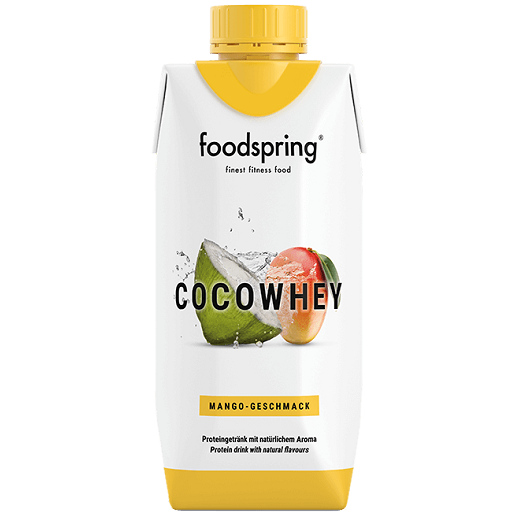 foodspring®
finest fitness food
COCOWHEY
MANGO-GESCHMACK
Proteingetränk mit natürlichem Aroma
Protein drink with natural flavours